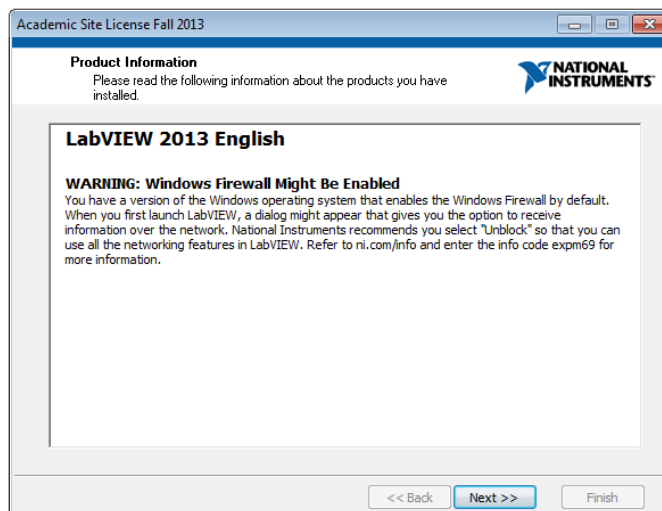 Academic Site License Fall 2013
Product Information
Please read the following information about the products you have
installed.
NATIONAL
INSTRUMENTS™
LabVIEW 2013 English
WARNING: Windows Firewall Might Be Enabled
You have a version of the Windows operating system that enables the Windows Firewall by default.
When you first launch LabVIEW, a dialog might appear that gives you the option to receive
information over the network. National Instruments recommends you select "Unblock" so that you can
use all the networking features in LabVIEW. Refer to ni.com/info and enter the info code expm69 for
more information.
<< Back
Next >>
Finish